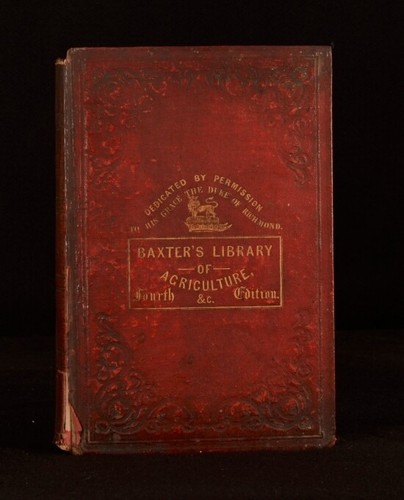 DEDICATED BY PERMISSION
TO HIS GRACE THE DUKE OF RICHMOND.
BAXTER'S LIBRARY
OF
AGRICULTURE,
Fourth &C. Edition.